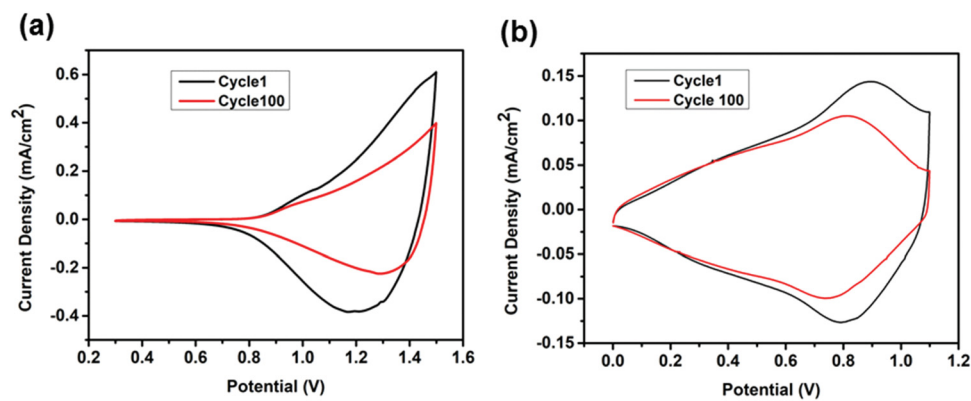 (a)
Cycle1
Cycle100
Current Density (mA/cm²)
0.6
0.4
0.2
0.0
-0.2
-0.4
0.2 0.4 0.6 0.8 1.0 1.2 1.4 1.6
Potential (V)
(b)
Cycle1
Cycle 100
Current Density (mA/cm²)
0.15
0.10
0.05
0.00
-0.05
-0.10
-0.15
0.0 0.2 0.4 0.6 0.8 1.0 1.2
Potential (V)